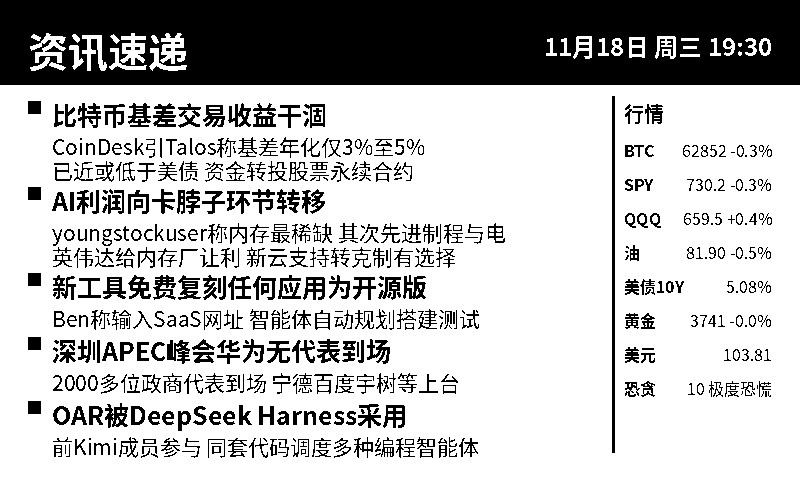 资讯速递
11月18日 周三 19:30
比特币基差交易收益干涸
CoinDesk引Talos称基差年化仅3%至5%
已近或低于美债 资金转投股票永续合约
AI利润向卡脖子环节转移
youngstockuser称内存最稀缺 其次先进制程与电
英伟达给内存厂让利 新云支持转克制有选择
新工具免费复刻任何应用为开源版
Ben称输入SaaS网址 智能体自动规划搭建测试
深圳APEC峰会华为无代表到场
2000多位政商代表到场 宁德百度宇树等上台
OAR被DeepSeek Harness采用
前Kimi成员参与 同套代码调度多种编程智能体
行情
BTC 62852 -0.3%
SPY 730.2 -0.3%
QQQ 659.5 +0.4%
油 81.90 -0.5%
美债10Y 5.08%
黄金 3741 -0.0%
美元 103.81
恐贪 10 极度恐慌